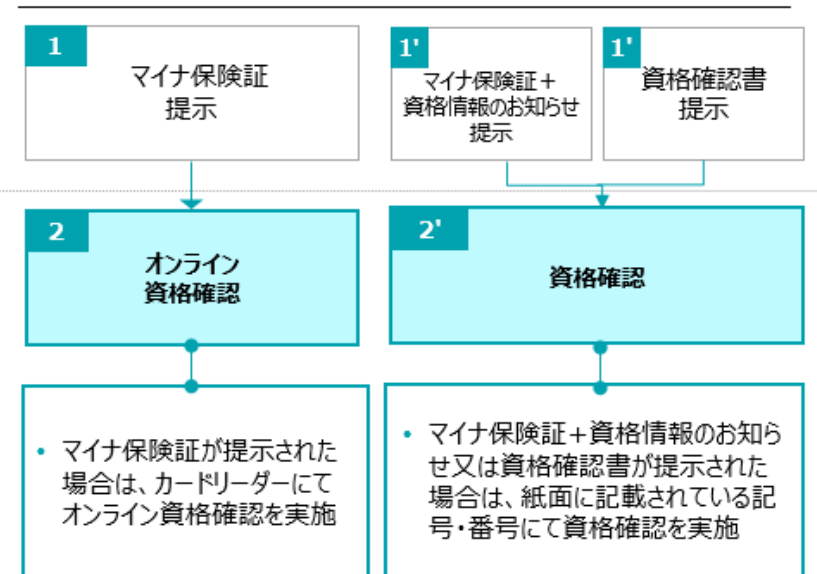 1
マイナ保険証
提示
1'
マイナ保険証＋
資格情報のお知らせ
提示
1'
資格確認書
提示
2
オンライン
資格確認
2'
資格確認
• マイナ保険証が提示された
場合は、カードリーダーにて
オンライン資格確認を実施
• マイナ保険証＋資格情報のお知ら
せ又は資格確認書が提示された
場合は、紙面に記載されている記
号・番号にて資格確認を実施